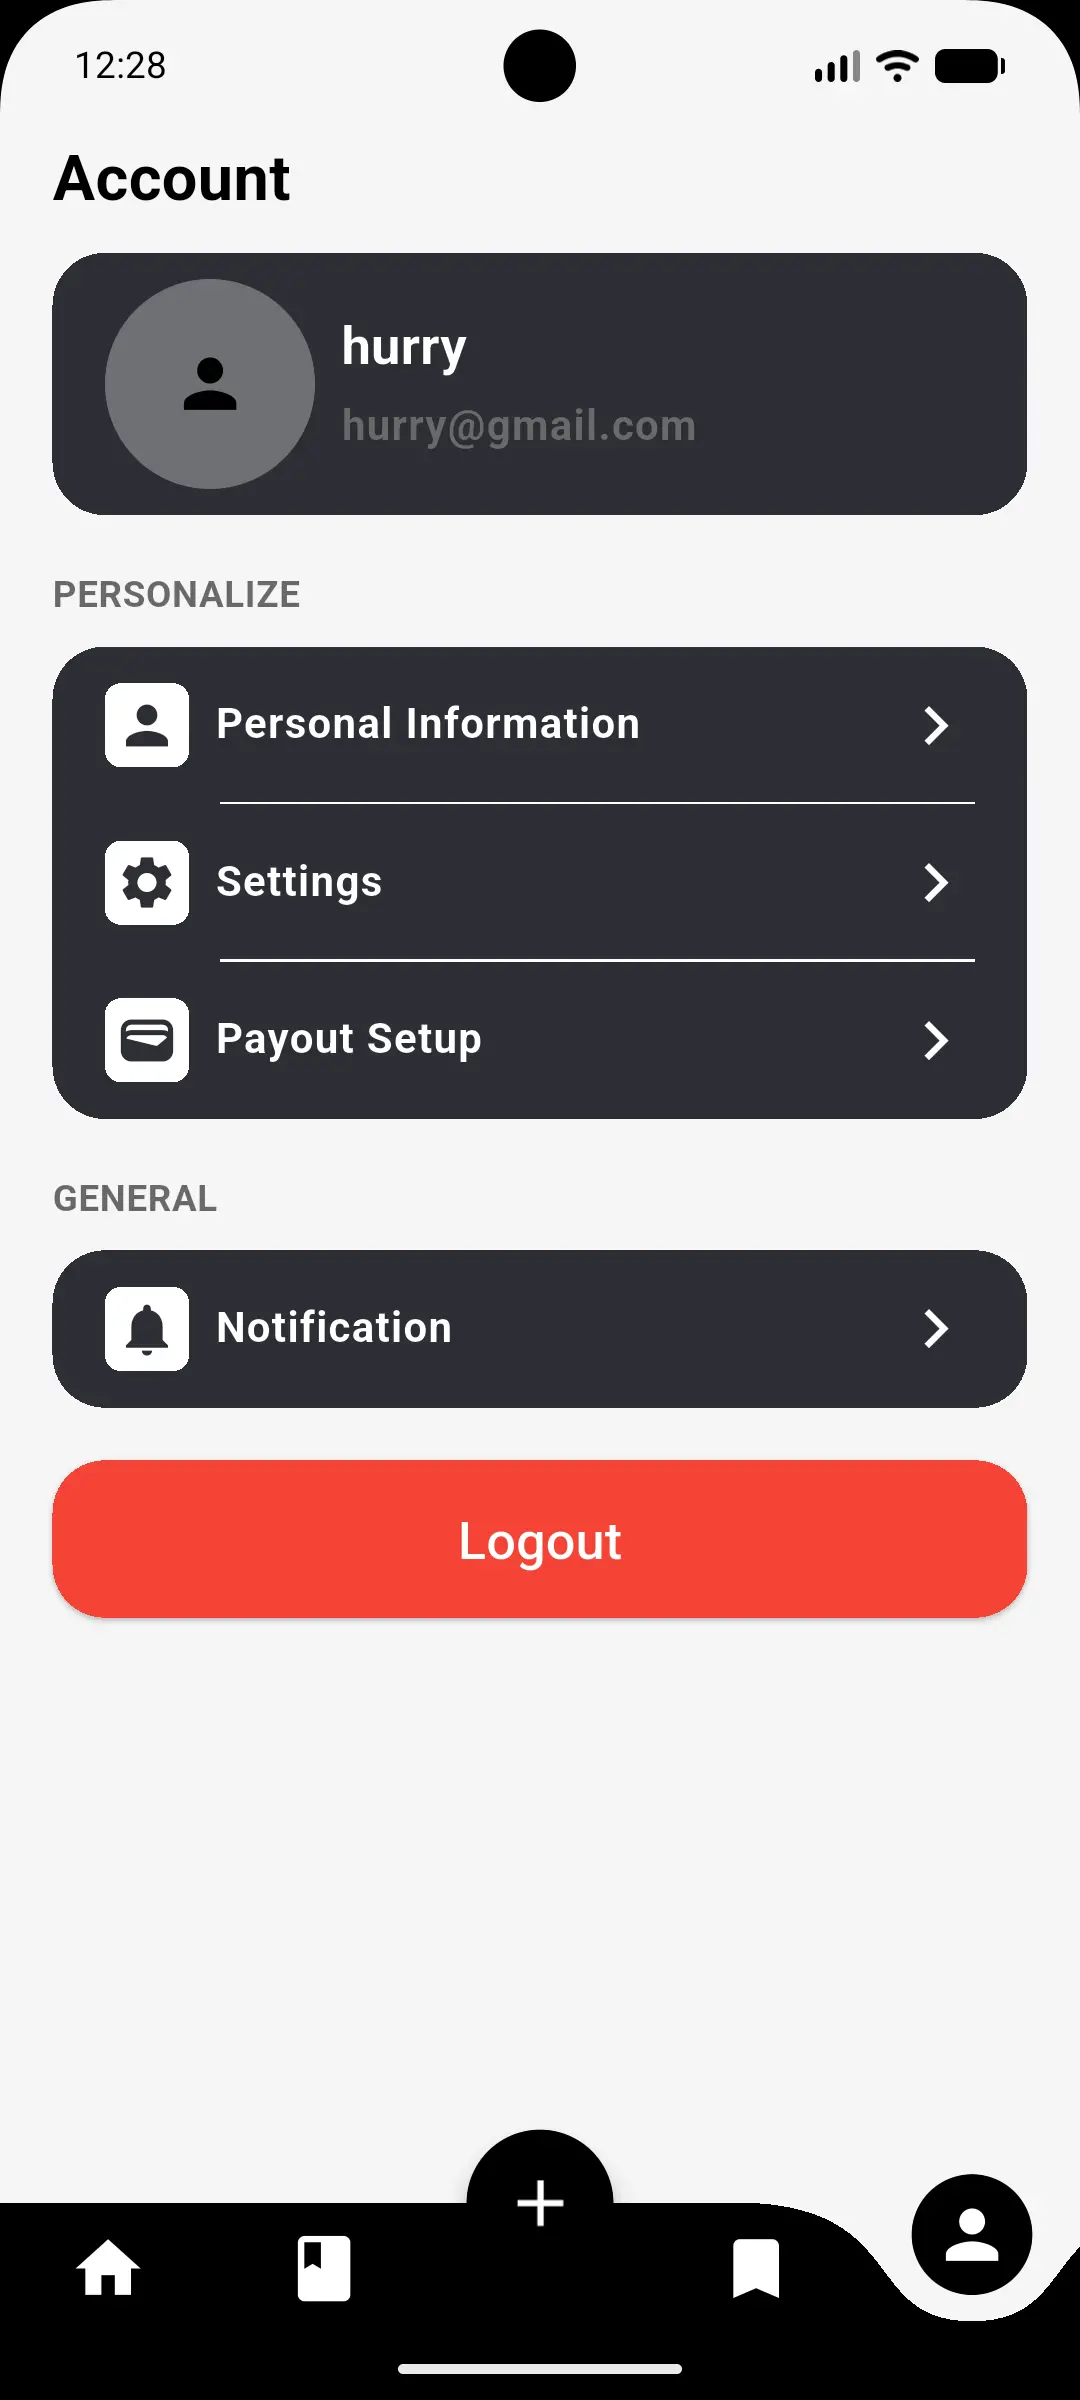 12:28
Account
hurry
hurry@gmail.com
PERSONALIZE
Personal Information
Settings
Payout Setup
GENERAL
Notification
Logout